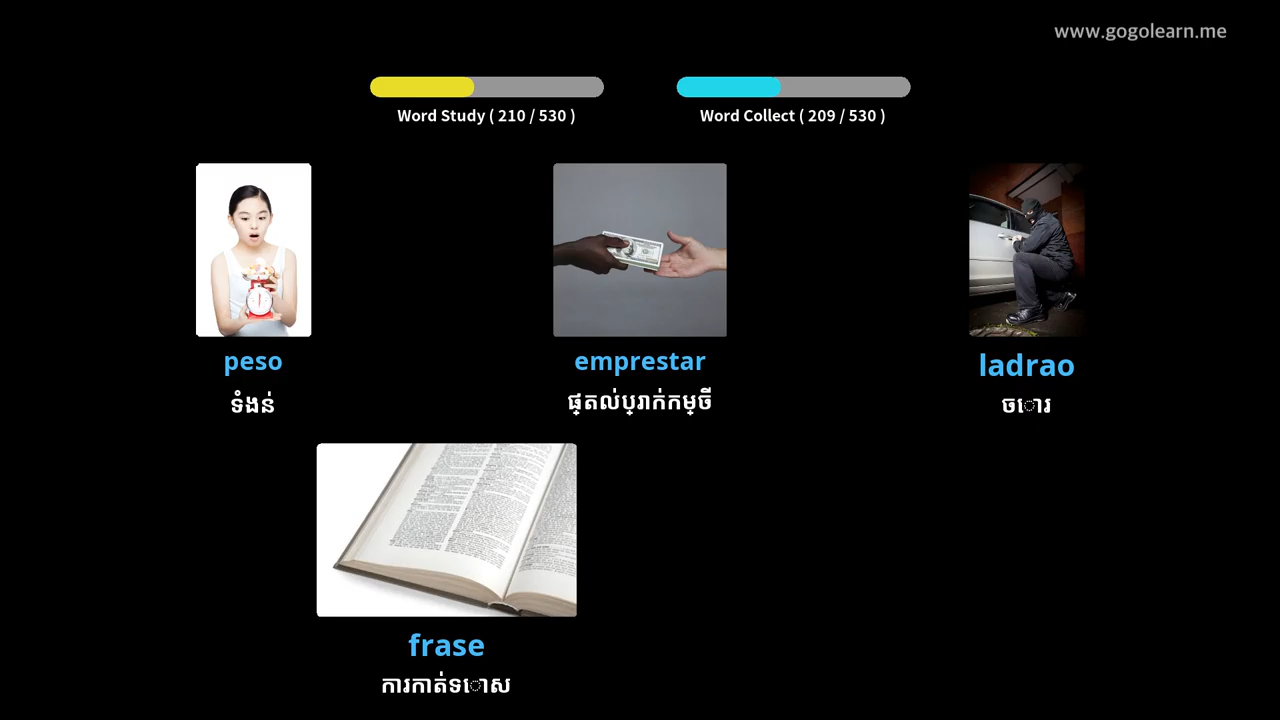 www.gogolearn.me
Word Study ( 210 / 530 )
Word Collect ( 209 / 530 )
peso
emprestar
ladrao
ទំងន់
ផ្តល់ប្រាក់កម្ចី
ចោរ
frase
ការកាត់ទោស